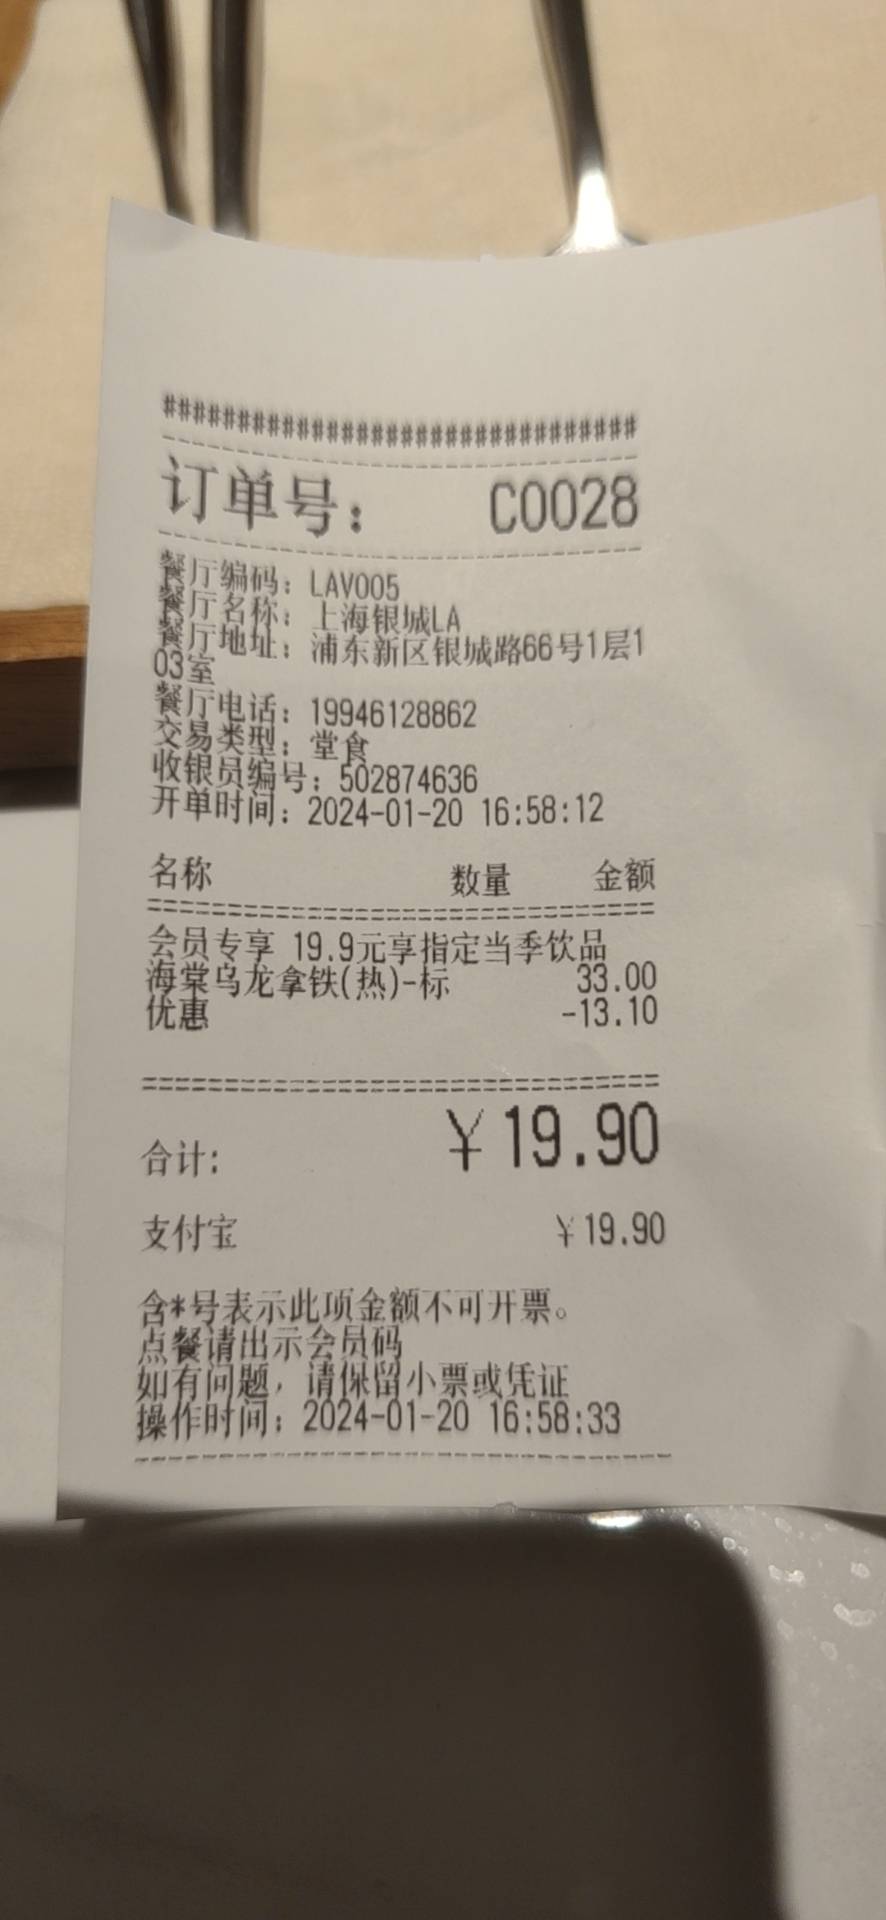 ################################
订单号： C0028
餐厅编码：LAV005
餐厅名称：上海银城LA
餐厅地址：浦东新区银城路66号1层1
03室
餐厅电话：19946128862
交易类型：堂食
收银员编号：502874636
开单时间：2024-01-20 16:58:12
名称 数量 金额
会员专享 19.9元享指定当季饮品
海棠乌龙拿铁(热)-标 33.00
优惠 -13.10
合计: ￥19.90
支付宝 ￥19.90
含*号表示此项金额不可开票。
点餐请出示会员码
如有问题，请保留小票或凭证
操作时间：2024-01-20 16:58:33